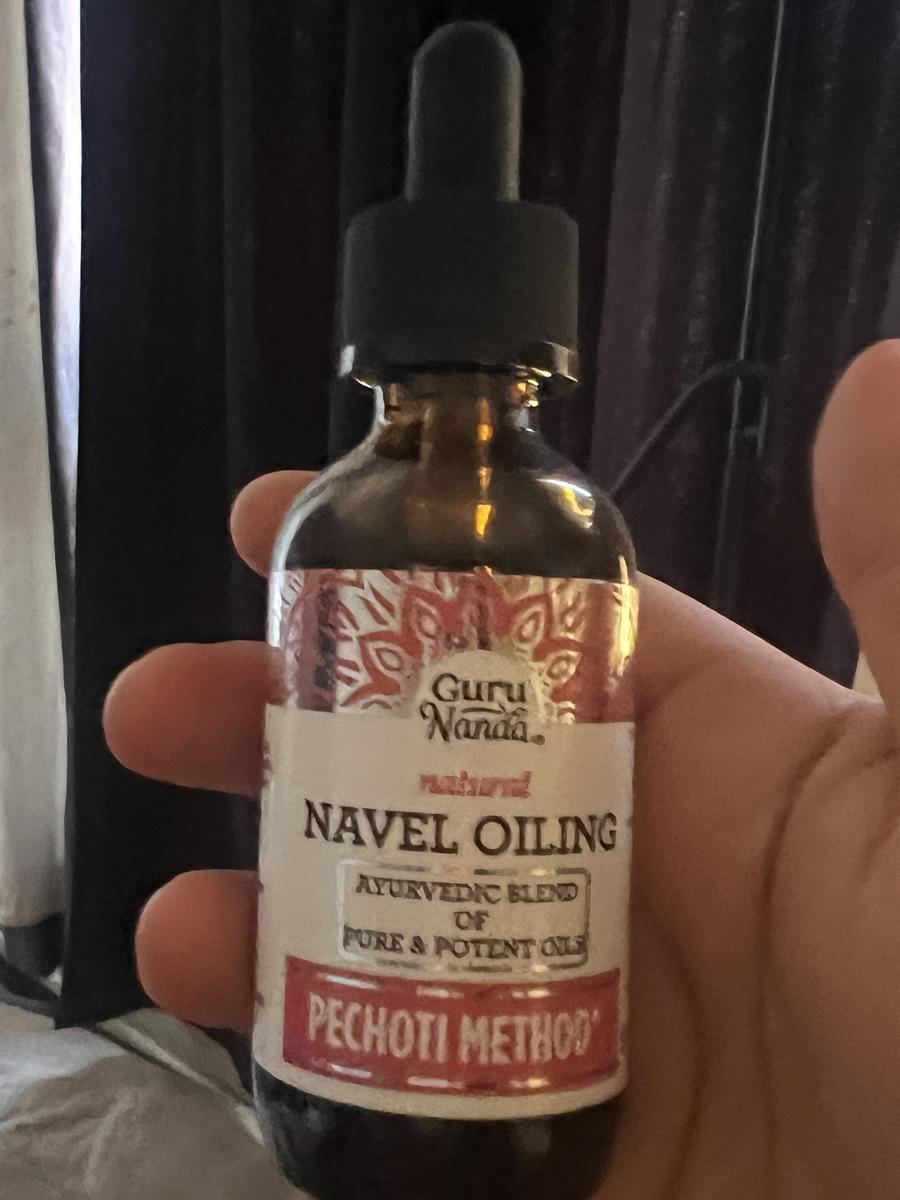 Guru
Nanda®
natural
NAVEL OILING
AYURVEDIC BLEND
OF
PURE & POTENT OILS
PECHOTI METHOD*